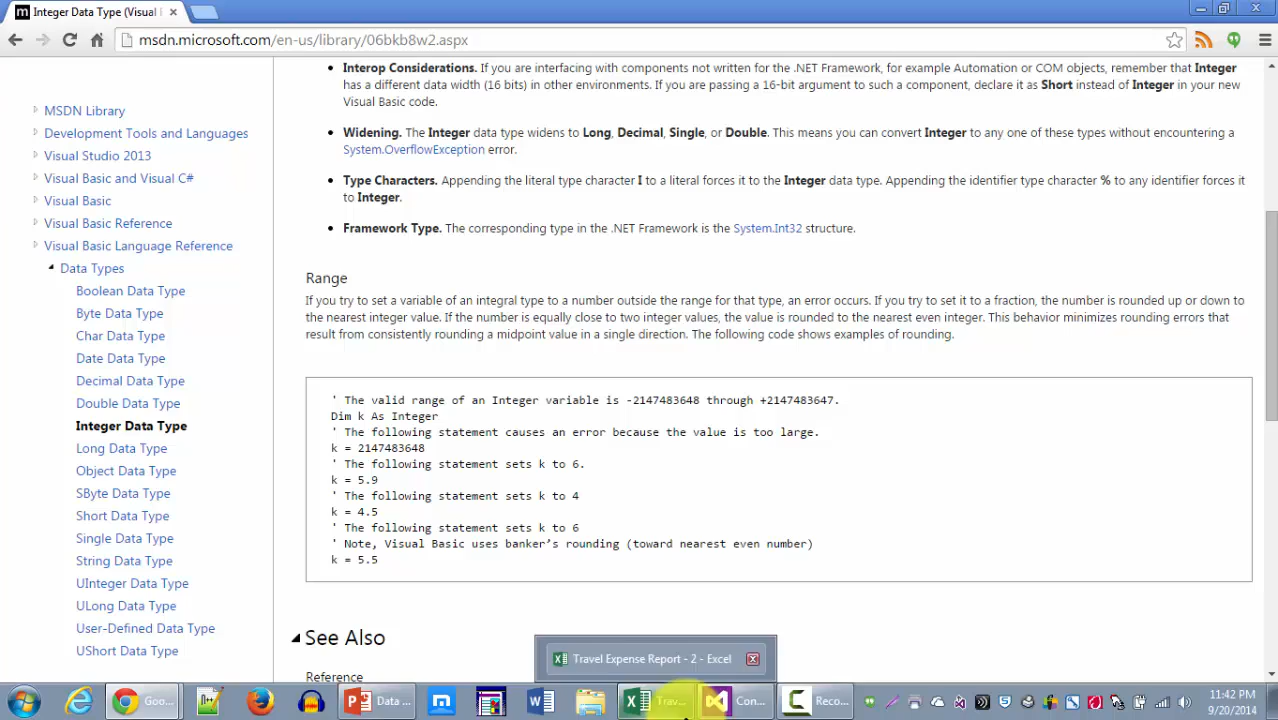 Integer Data Type (Visual
msdn.microsoft.com/en-us/library/06bkb8w2.aspx
MSDN Library
Development Tools and Languages
Visual Studio 2013
Visual Basic and Visual C#
Visual Basic
Visual Basic Reference
Visual Basic Language Reference
Data Types
Boolean Data Type
Byte Data Type
Char Data Type
Date Data Type
Decimal Data Type
Double Data Type
Integer Data Type
Long Data Type
Object Data Type
SByte Data Type
Short Data Type
Single Data Type
String Data Type
UInteger Data Type
ULong Data Type
User-Defined Data Type
UShort Data Type
• Interop Considerations. If you are interfacing with components not written for the .NET Framework, for example Automation or COM objects, remember that Integer
has a different data width (16 bits) in other environments. If you are passing a 16-bit argument to such a component, declare it as Short instead of Integer in your new
Visual Basic code.
• Widening. The Integer data type widens to Long, Decimal, Single, or Double. This means you can convert Integer to any one of these types without encountering a
System.OverflowException error.
• Type Characters. Appending the literal type character I to a literal forces it to the Integer data type. Appending the identifier type character % to any identifier forces it
to Integer.
• Framework Type. The corresponding type in the .NET Framework is the System.Int32 structure.
Range
If you try to set a variable of an integral type to a number outside the range for that type, an error occurs. If you try to set it to a fraction, the number is rounded up or down to
the nearest integer value. If the number is equally close to two integer values, the value is rounded to the nearest even integer. This behavior minimizes rounding errors that
result from consistently rounding a midpoint value in a single direction. The following code shows examples of rounding.
' The valid range of an Integer variable is -2147483648 through +2147483647.
Dim k As Integer
' The following statement causes an error because the value is too large.
k = 2147483648
' The following statement sets k to 6.
k = 5.9
' The following statement sets k to 4
k = 4.5
' The following statement sets k to 6
' Note, Visual Basic uses banker's rounding (toward nearest even number)
k = 5.5
See Also
Reference
Travel Expense Report - 2 - Excel
Goo...
Data ...
Trav...
Con...
Reco...
11:42 PM
9/20/2014